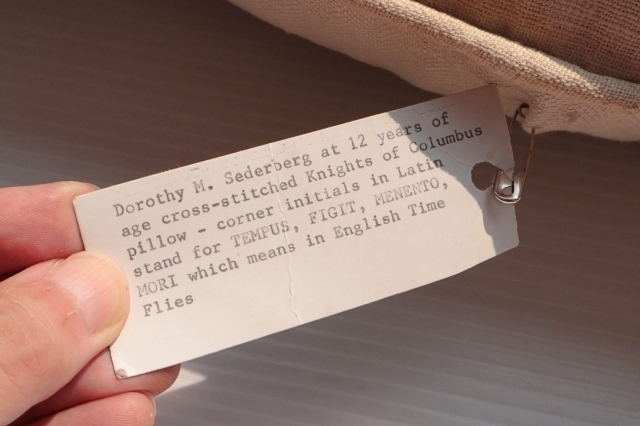 Dorothy M. Sederberg at 12 years of
age cross-stitched Knights of Columbus
pillow - corner initials in Latin
stand for TEMPUS, FIGIT, MENENTO,
MORI which means in English Time
Flies